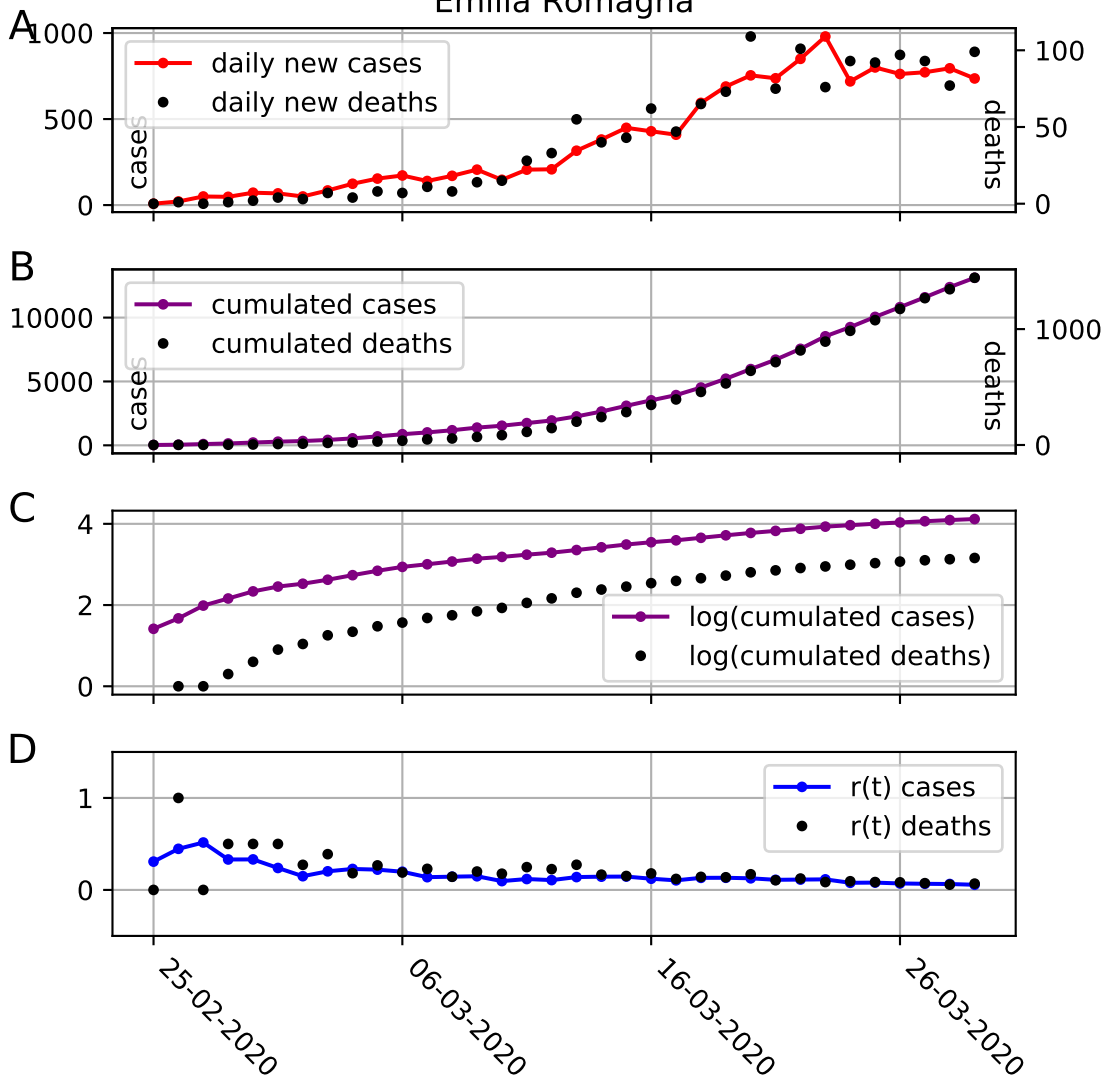 Emilia Romagna
A
1000
500
0
cases
daily new cases
daily new deaths
100
50
0
deaths
B
10000
5000
0
cases
cumulated cases
cumulated deaths
1000
0
deaths
C
4
2
0
log(cumulated cases)
log(cumulated deaths)
D
1
0
r(t) cases
r(t) deaths
25-02-2020
06-03-2020
16-03-2020
26-03-2020